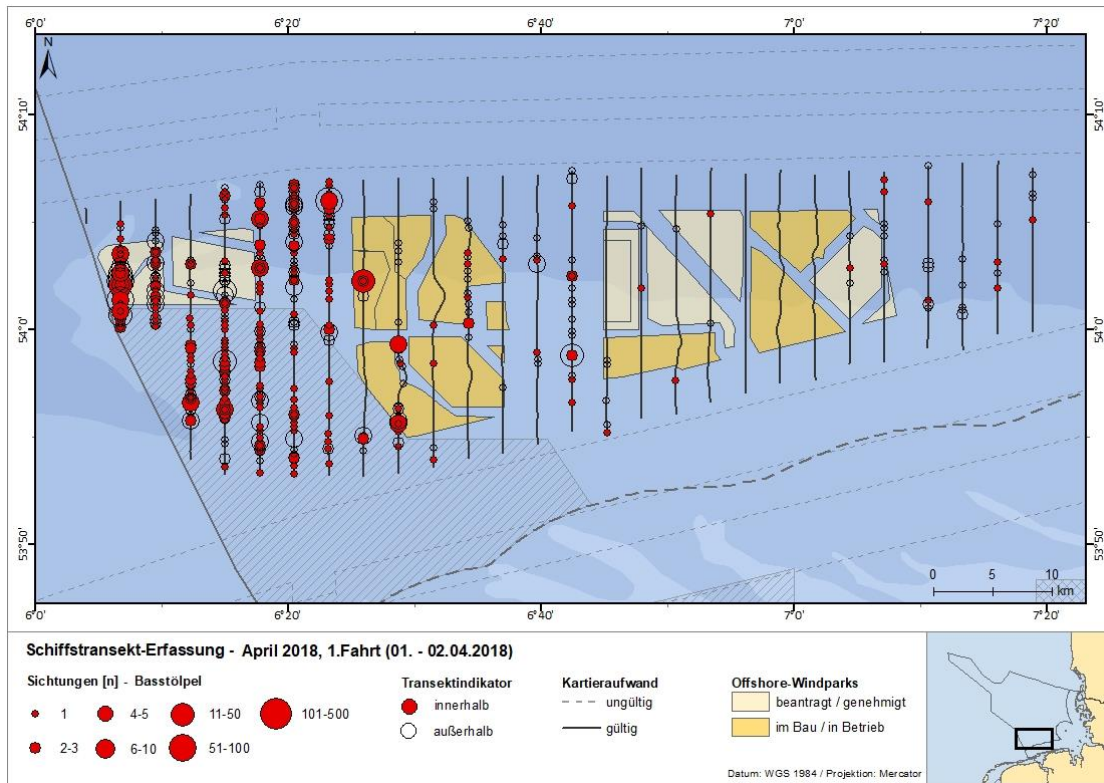 6°0' 6°20' 6°40' 7°0' 7°20'
N
54°10' 54°10'
54°0' 54°0'
53°50' 53°50'
0 5 10
km
6°0' 6°20' 6°40' 7°0' 7°20'
Schiffstransekt-Erfassung - April 2018, 1.Fahrt (01. - 02.04.2018)
Sichtungen [n] - Basstölpel
1 4-5 11-50 101-500
2-3 6-10 51-100
Transektindikator
innerhalb
außerhalb
Kartieraufwand
ungültig
gültig
Offshore-Windparks
beantragt / genehmigt
im Bau / in Betrieb
Datum: WGS 1984 / Projektion: Mercator